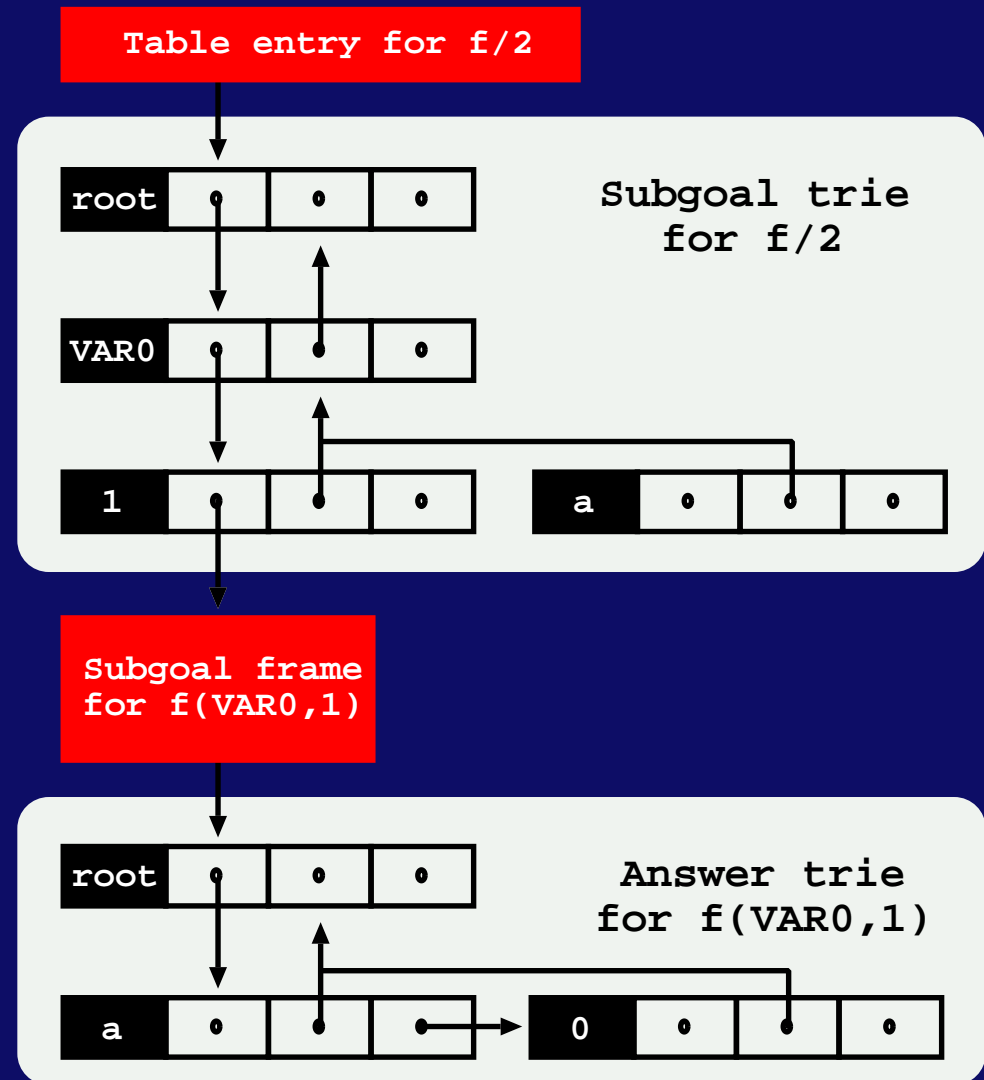 Table entry for f/2
root
Subgoal trie
for f/2
VAR0
1
a
Subgoal frame
for f(VAR0,1)
root
Answer trie
for f(VAR0,1)
a
0